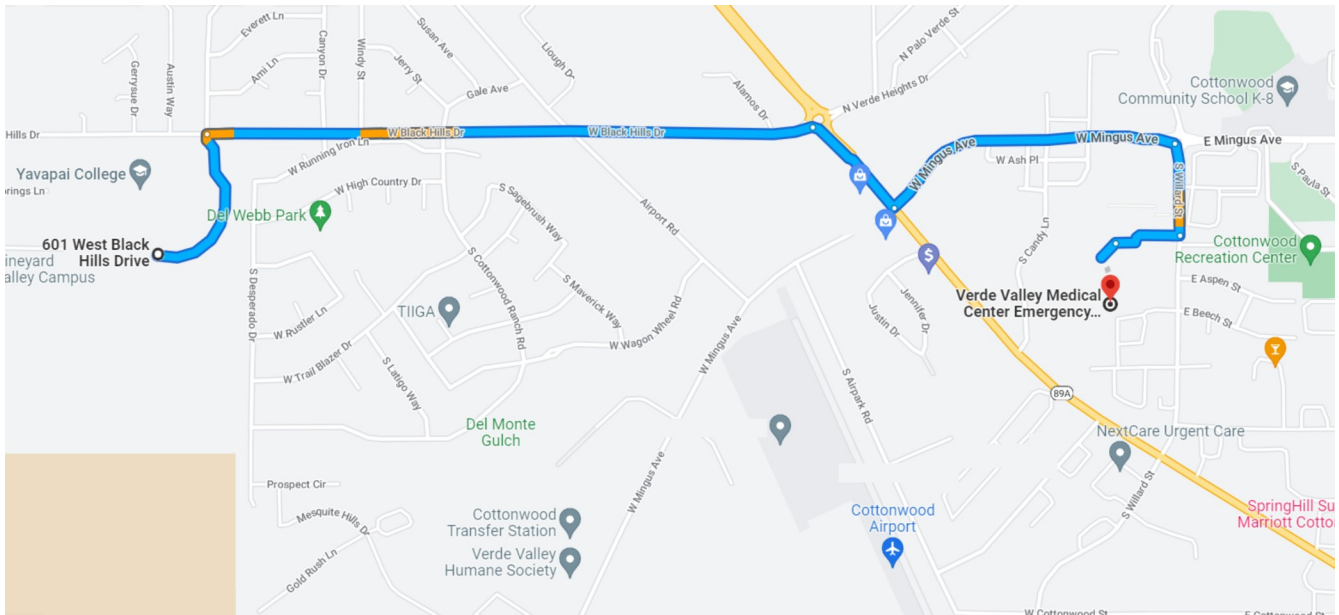 Everett Ln
Susan Ave
N Palo Verde St
Gerrysue Dr
Austin Way
Canyon Dr
Windy St
Jerry St
Liough Dr
Ami Ln
Gale Ave
Alamos Dr
N Verde Heights Dr
Cottonwood
Community School K-8
Hills Dr
W Black Hills Dr
W Black Hills Dr
W Mingus Ave
W Mingus Ave
E Mingus Ave
W Running Iron Ln
W Ash Pl
S Willard St
S Paula St
Yavapai College
W High Country Dr
S Sagebrush Way
Airport Rd
Del Webb Park
S Candy Ln
601 West Black
Hills Drive
ineyard
alley Campus
Cottonwood
Recreation Center
S Desperado Dr
S Cottonwood Ranch Rd
S Maverick Way
E Aspen St
Verde Valley Medical
Center Emergency...
Jennifer Dr
Justin Dr
TIIGA
W Rustler Ln
W Wagon Wheel Rd
W Mingus Ave
E Beech St
W Trail Blazer Dr
S Latigo Way
S Airpark Rd
89A
Del Monte
Gulch
NextCare Urgent Care
W Mingus Ave
S Willard St
Prospect Cir
Mesquite Hills Dr
Cottonwood
Transfer Station
Cottonwood
Airport
SpringHill Su
Marriott Cotto
Verde Valley
Humane Society
Gold Rush Ln
W Cottonwood St
E Cottonwood St